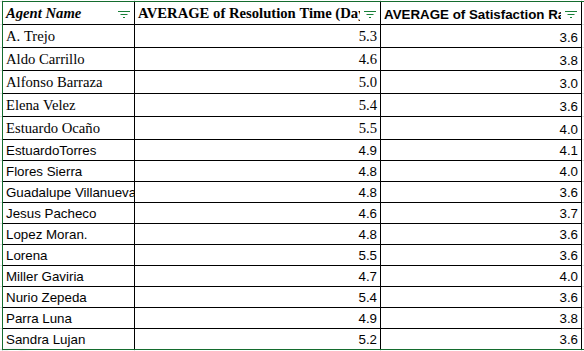 Agent Name AVERAGE of Resolution Time (Day AVERAGE of Satisfaction Ra
A. Trejo 5.3 3.6
Aldo Carrillo 4.6 3.8
Alfonso Barraza 5.0 3.0
Elena Velez 5.4 3.6
Estuardo Ocaño 5.5 4.0
EstuardoTorres 4.9 4.1
Flores Sierra 4.8 4.0
Guadalupe Villanueva 4.8 3.6
Jesus Pacheco 4.6 3.7
Lopez Moran. 4.8 3.6
Lorena 5.5 3.6
Miller Gaviria 4.7 4.0
Nurio Zepeda 5.4 3.6
Parra Luna 4.9 3.8
Sandra Lujan 5.2 3.6